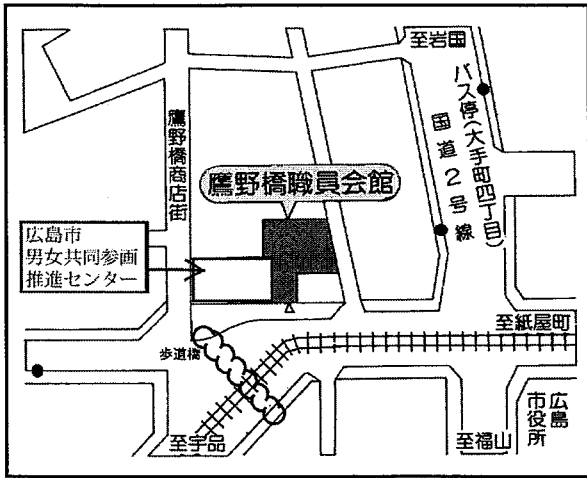 至岩国
バス停(大手町四丁目)
国道2号線
鷹野橋商店街
鷹野橋職員会館
広島市
男女共同参画
推進センター
至紙屋町
歩道橋
至宇品
至福山
広島
市役所